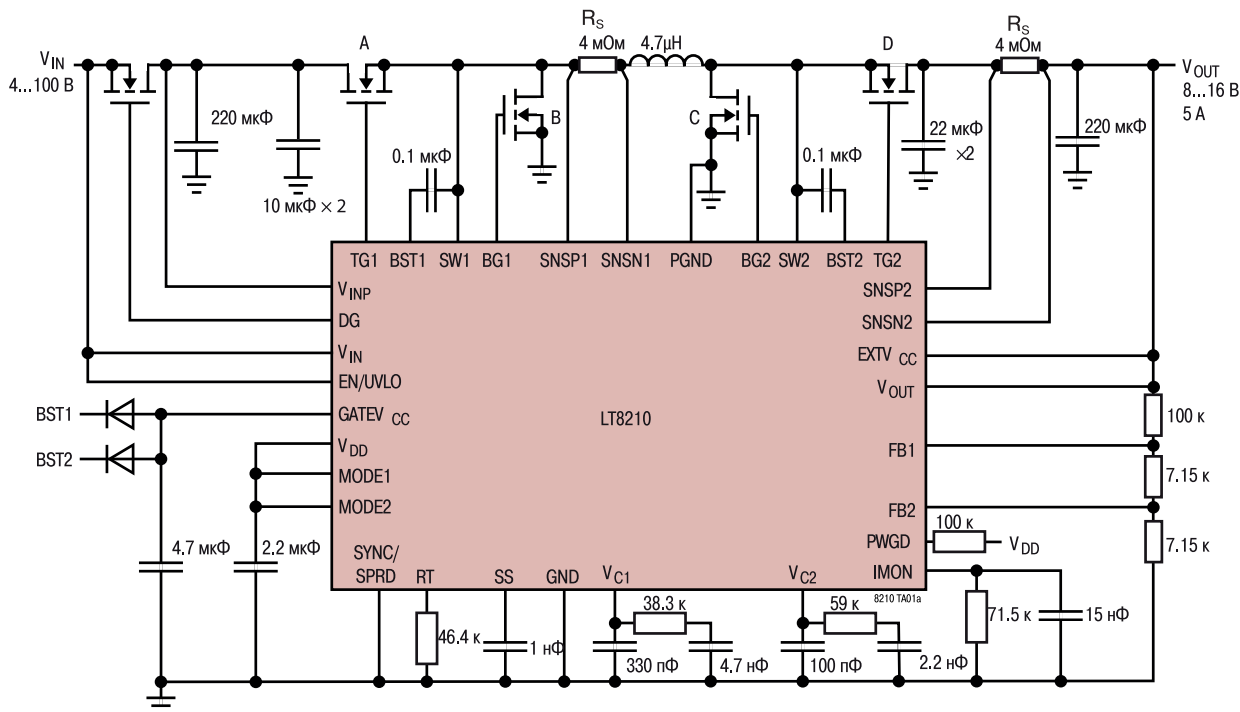 R_S
R_S
V_IN
4...100 В
A
4 мОм
4.7μH
D
4 мОм
V_OUT
8...16 В
5 А
220 мкФ
10 мкФ × 2
0.1 мкФ
B
C
0.1 мкФ
22 мкФ
×2
220 мкФ
TG1
BST1
SW1
BG1
SNSP1
SNSN1
PGND
BG2
SW2
BST2
TG2
V_INP
DG
V_IN
EN/UVLO
GATEV_CC
V_DD
MODE1
MODE2
LT8210
SNSP2
SNSN2
EXTV_CC
V_OUT
FB1
FB2
PWGD
IMON
8210 TA01a
BST1
BST2
100 к
7.15 к
7.15 к
100 к
V_DD
4.7 мкФ
2.2 мкФ
SYNC/
SPRD
RT
SS
GND
V_C1
V_C2
46.4 к
1 нФ
38.3 к
330 пФ
4.7 нФ
59 к
100 пФ
2.2 нФ
71.5 к
15 нФ